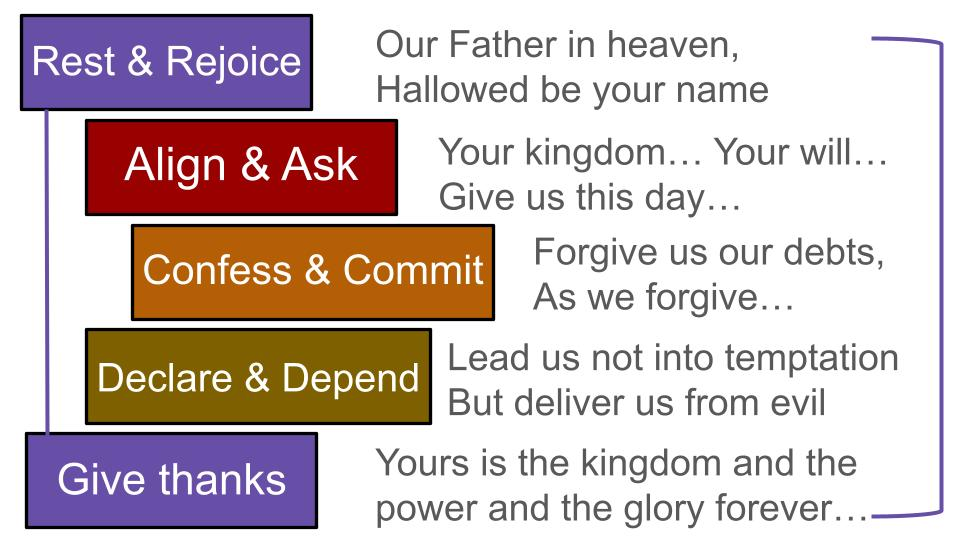 Rest & Rejoice
Our Father in heaven,
Hallowed be your name
Align & Ask
Your kingdom… Your will…
Give us this day…
Confess & Commit
Forgive us our debts,
As we forgive…
Declare & Depend
Lead us not into temptation
But deliver us from evil
Give thanks
Yours is the kingdom and the
power and the glory forever…